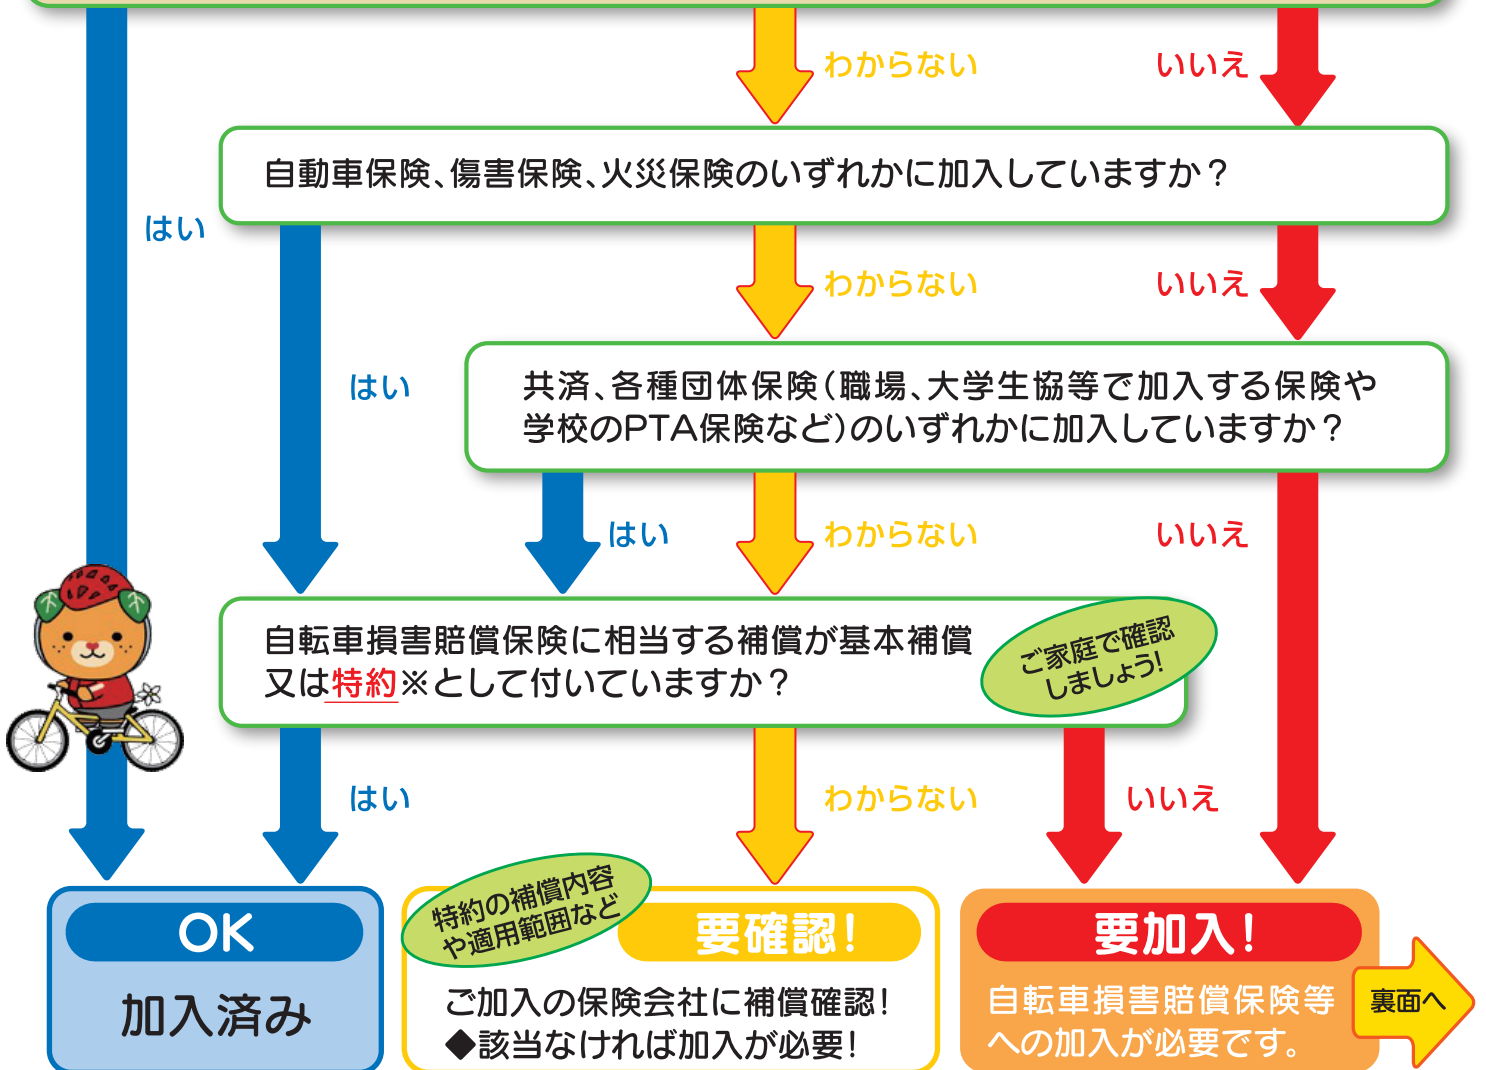 わからない
いいえ
自動車保険、傷害保険、火災保険のいずれかに加入していますか？
はい
わからない
いいえ
はい
共済、各種団体保険（職場、大学生協等で加入する保険や
学校のPTA保険など）のいずれかに加入していますか？
はい
わからない
いいえ
自転車損害賠償保険に相当する補償が基本補償
又は特約※として付いていますか？
ご家庭で確認
しましょう！
はい
わからない
いいえ
OK
加入済み
特約の補償内容
や適用範囲など
要確認！
ご加入の保険会社に補償確認！
◆該当なければ加入が必要！
要加入！
自転車損害賠償保険等
への加入が必要です。
裏面へ